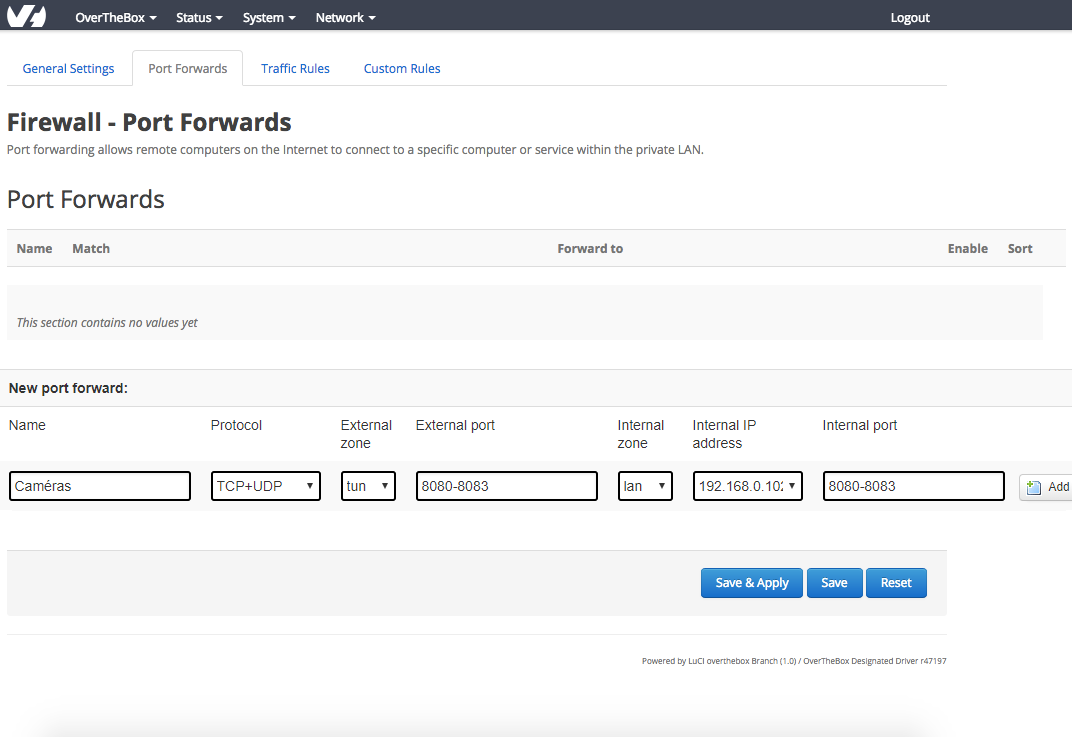 OverTheBox Status System Network Logout
General Settings Port Forwards Traffic Rules Custom Rules
Firewall - Port Forwards
Port forwarding allows remote computers on the Internet to connect to a specific computer or service within the private LAN.
Port Forwards
Name Match Forward to Enable Sort
This section contains no values yet
New port forward:
Name Protocol External zone External port Internal zone Internal IP address Internal port
Caméras TCP+UDP tun 8080-8083 lan 192.168.0.102 8080-8083 Add
Save & Apply Save Reset
Powered by LuCI overthebox Branch (1.0) / OverTheBox Designated Driver r47197